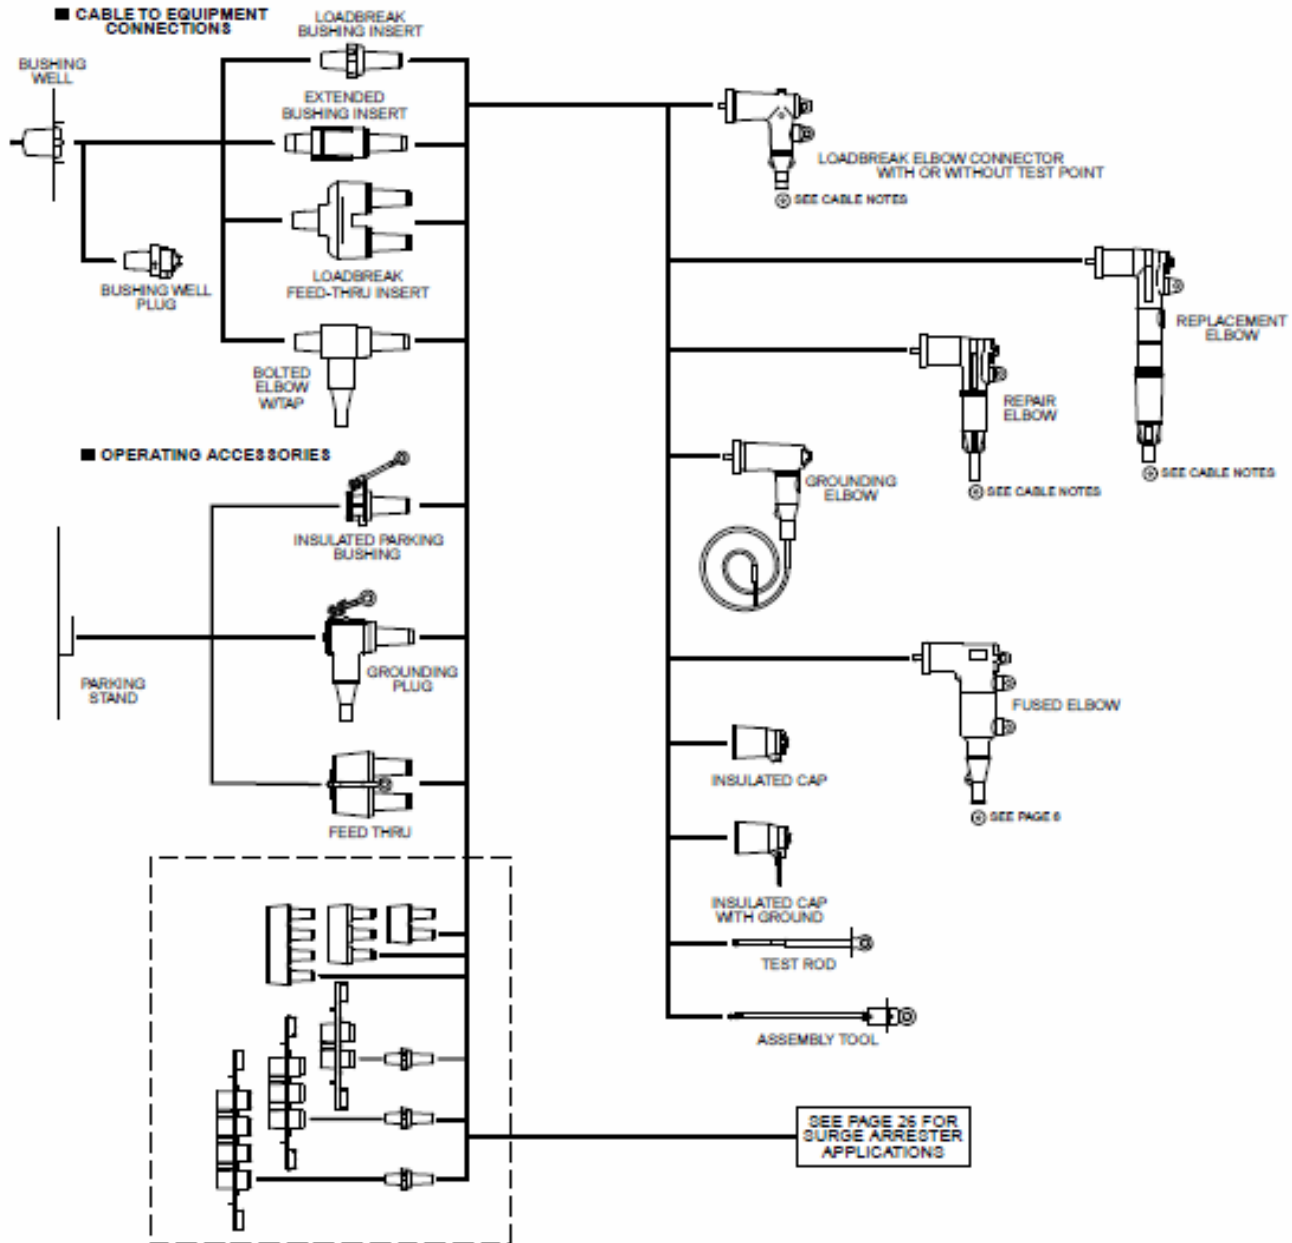 ■ CABLE TO EQUIPMENT
CONNECTIONS
LOADBREAK
BUSHING INSERT
BUSHING
WELL
EXTENDED
BUSHING INSERT
LOADBREAK ELBOW CONNECTOR
WITH OR WITHOUT TEST POINT
SEE CABLE NOTES
LOADBREAK
FEED-THRU INSERT
BUSHING WELL
PLUG
REPLACEMENT
ELBOW
BOLTED
ELBOW
W/TAP
REPAIR
ELBOW
■ OPERATING ACCESSORIES
SEE CABLE NOTES
GROUNDING
ELBOW
SEE CABLE NOTES
INSULATED PARKING
BUSHING
GROUNDING
PLUG
PARKING
STAND
FUSED ELBOW
INSULATED CAP
SEE PAGE 6
FEED THRU
INSULATED CAP
WITH GROUND
TEST ROD
ASSEMBLY TOOL
SEE PAGE 26 FOR
SURGE ARRESTER
APPLICATIONS